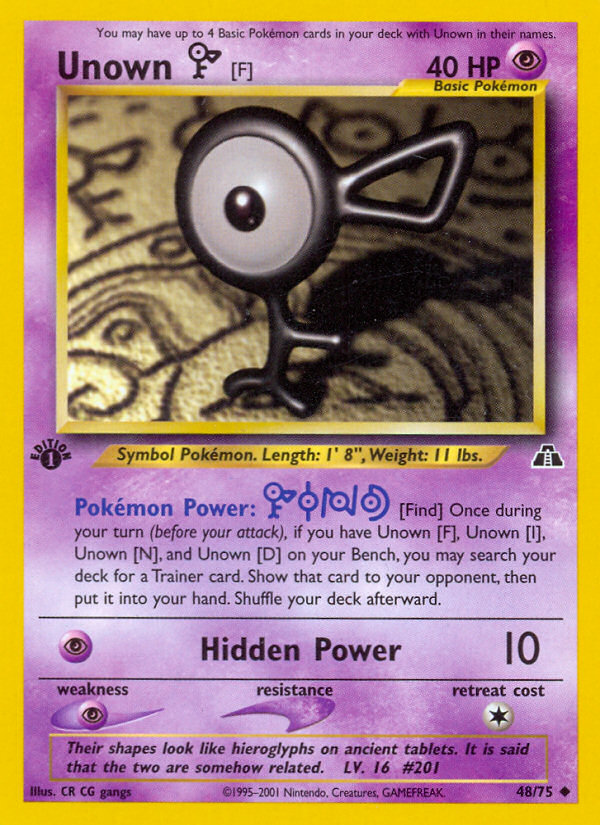 You may have up to 4 Basic Pokémon cards in your deck with Unown in their names.
Unown F [F] 40 HP
Basic Pokémon
EDITION 1
Symbol Pokémon. Length: 1' 8", Weight: 11 lbs.
Pokémon Power: FIND [Find] Once during
your turn (before your attack), if you have Unown [F], Unown [I],
Unown [N], and Unown [D] on your Bench, you may search your
deck for a Trainer card. Show that card to your opponent, then
put it into your hand. Shuffle your deck afterward.
Hidden Power 10
weakness resistance retreat cost
Their shapes look like hieroglyphs on ancient tablets. It is said
that the two are somehow related. LV. 16 #201
Illus. CR CG gangs ©1995-2001 Nintendo, Creatures, GAMEFREAK. 48/75 ◆